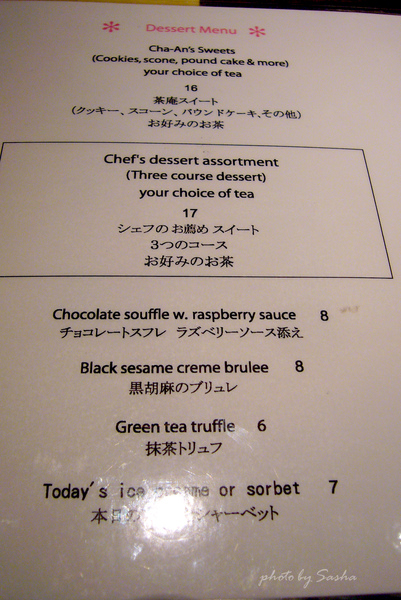 * Dessert Menu *
Cha-An's Sweets
(Cookies, scone, pound cake & more)
your choice of tea
16
茶庵スイート
(クッキー、スコーン、パウンドケーキ、その他)
お好みのお茶
Chef's dessert assortment
(Three course dessert)
your choice of tea
17
シェフの お薦め スイート
3つのコース
お好みのお茶
Chocolate souffle w. raspberry sauce 8
チョコレートスフレ ラズベリーソース添え
Black sesame creme brulee 8
黒胡麻のブリュレ
Green tea truffle 6
抹茶トリュフ
Today's ice or sorbet 7
本日の シャーベット
photo by Sasha